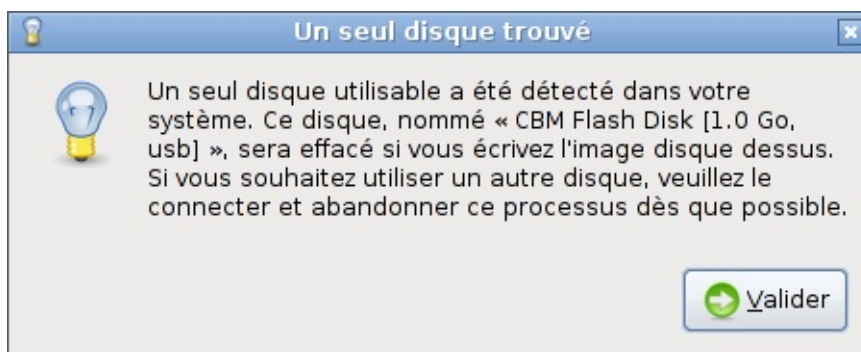 Un seul disque trouvé
Un seul disque utilisable a été détecté dans votre
système. Ce disque, nommé « CBM Flash Disk [1.0 Go,
usb] », sera effacé si vous écrivez l'image disque dessus.
Si vous souhaitez utiliser un autre disque, veuillez le
connecter et abandonner ce processus dès que possible.
Valider